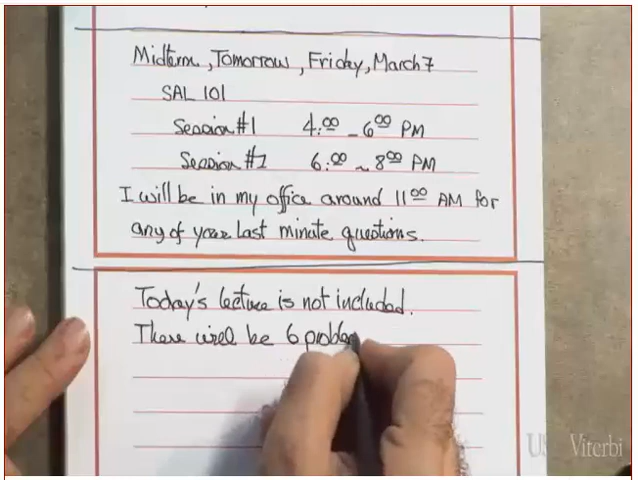 Midterm, Tomorrow, Friday, March 7
SAL 101
Session #1 4:00 - 6:00 PM
Session #2 6:00 - 8:00 PM
I will be in my office around 11:00 AM for
any of your last minute questions.
Today's lecture is not included.
There will be 6 problem
Viterbi